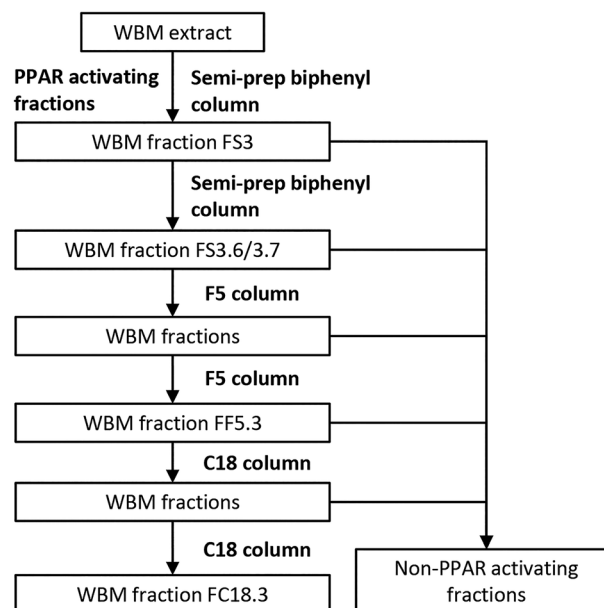 WBM extract
PPAR activating
fractions
Semi-prep biphenyl
column
WBM fraction FS3
Semi-prep biphenyl
column
WBM fraction FS3.6/3.7
F5 column
WBM fractions
F5 column
WBM fraction FF5.3
C18 column
WBM fractions
C18 column
WBM fraction FC18.3
Non-PPAR activating
fractions